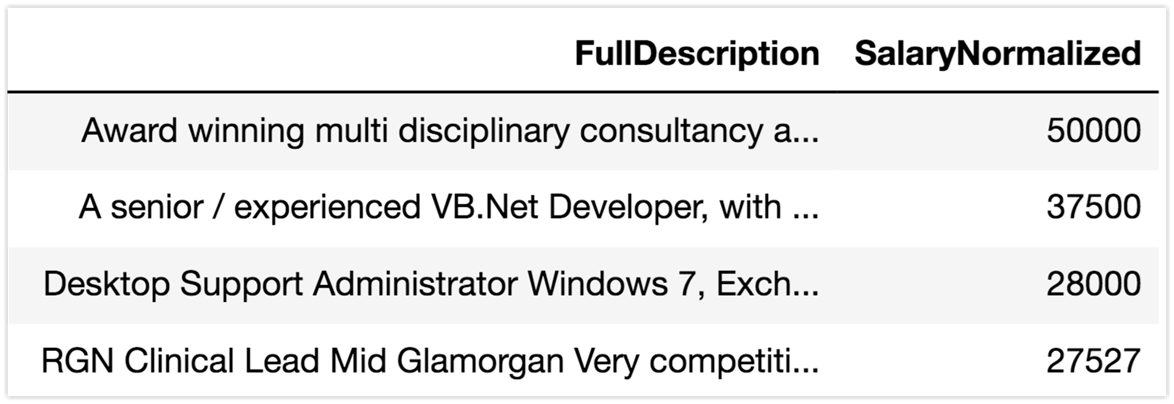 FullDescription SalaryNormalized
Award winning multi disciplinary consultancy a... 50000
A senior / experienced VB.Net Developer, with ... 37500
Desktop Support Administrator Windows 7, Exch... 28000
RGN Clinical Lead Mid Glamorgan Very competiti... 27527